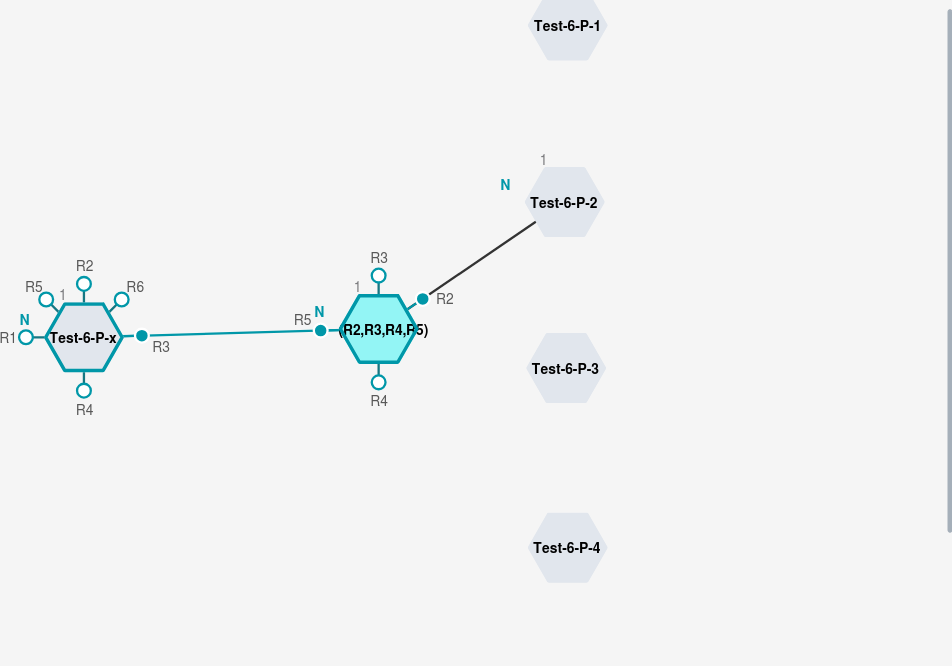 Test-6-P-1
1
N
Test-6-P-2
R3
R2
R5
1
R6
1
R2
N
R5
N
R1
Test-6-P-x
R3
(R2,R3,R4,R5)
Test-6-P-3
R4
R4
Test-6-P-4